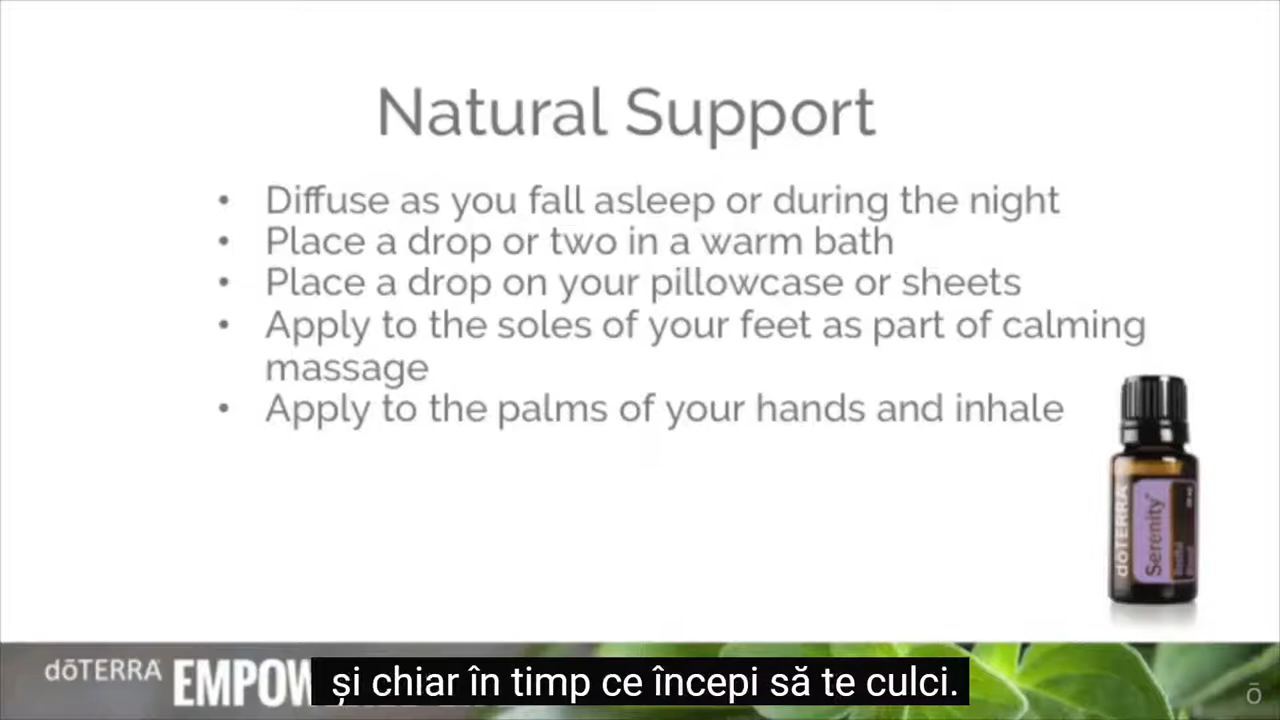 Natural Support
• Diffuse as you fall asleep or during the night
• Place a drop or two in a warm bath
• Place a drop on your pillowcase or sheets
• Apply to the soles of your feet as part of calming
massage
• Apply to the palms of your hands and inhale
dōTERRA
Serenity
dōTERRA EMPOW
și chiar în timp ce începi să te culci.